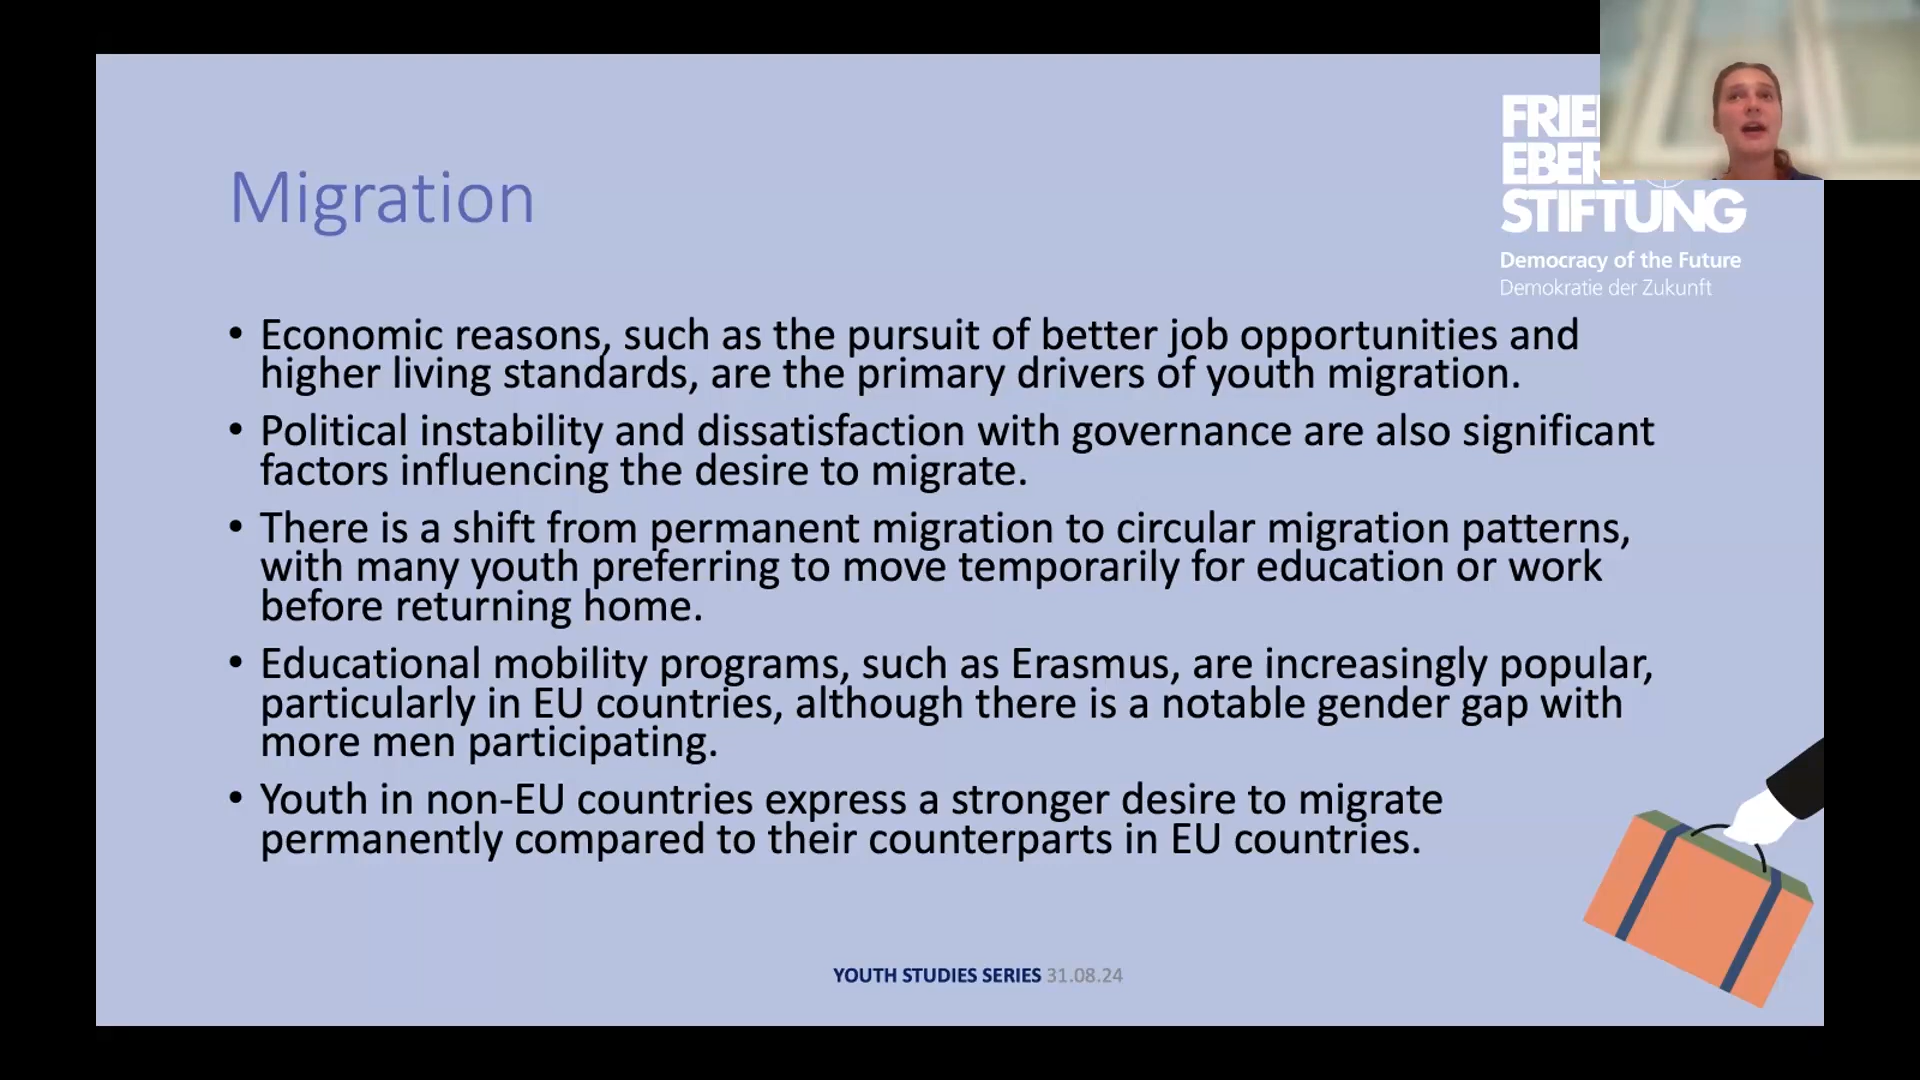 FRIE
EBERT
STIFTUNG
Democracy of the Future
Demokratie der Zukunft
Migration
• Economic reasons, such as the pursuit of better job opportunities and
higher living standards, are the primary drivers of youth migration.
• Political instability and dissatisfaction with governance are also significant
factors influencing the desire to migrate.
• There is a shift from permanent migration to circular migration patterns,
with many youth preferring to move temporarily for education or work
before returning home.
• Educational mobility programs, such as Erasmus, are increasingly popular,
particularly in EU countries, although there is a notable gender gap with
more men participating.
• Youth in non-EU countries express a stronger desire to migrate
permanently compared to their counterparts in EU countries.
YOUTH STUDIES SERIES 31.08.24